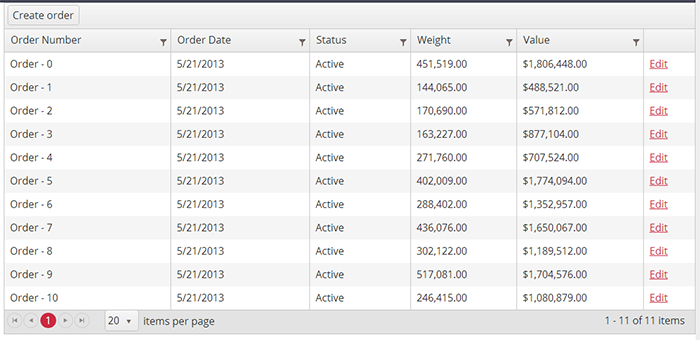 Create order
Order Number Order Date Status Weight Value
Order - 0 5/21/2013 Active 451,519.00 $1,806,448.00 Edit
Order - 1 5/21/2013 Active 144,065.00 $488,521.00 Edit
Order - 2 5/21/2013 Active 170,690.00 $571,812.00 Edit
Order - 3 5/21/2013 Active 163,227.00 $877,104.00 Edit
Order - 4 5/21/2013 Active 271,760.00 $707,524.00 Edit
Order - 5 5/21/2013 Active 402,009.00 $1,774,094.00 Edit
Order - 6 5/21/2013 Active 288,402.00 $1,352,957.00 Edit
Order - 7 5/21/2013 Active 436,076.00 $1,650,067.00 Edit
Order - 8 5/21/2013 Active 302,122.00 $1,189,512.00 Edit
Order - 9 5/21/2013 Active 517,081.00 $1,704,576.00 Edit
Order - 10 5/21/2013 Active 246,415.00 $1,080,879.00 Edit
1 20 items per page 1 - 11 of 11 items